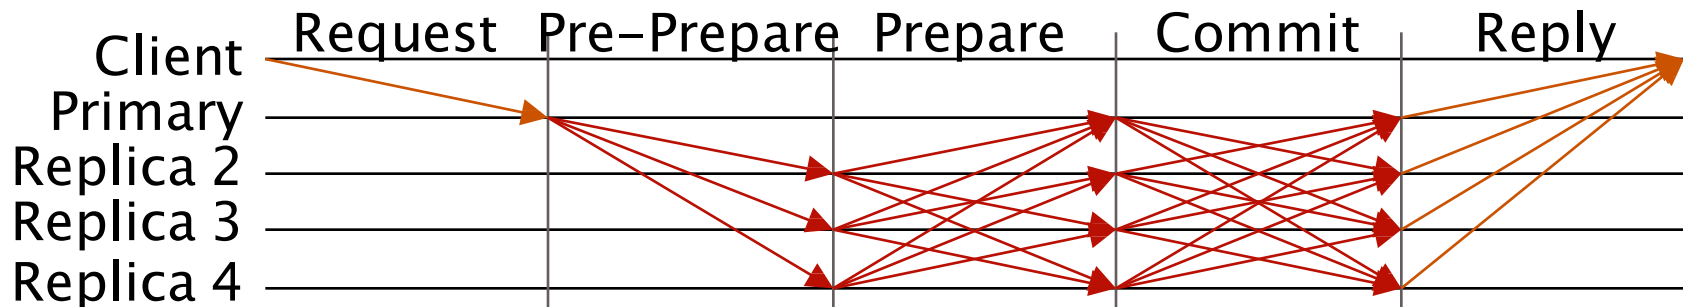 Request Pre-Prepare Prepare Commit Reply
Client
Primary
Replica 2
Replica 3
Replica 4